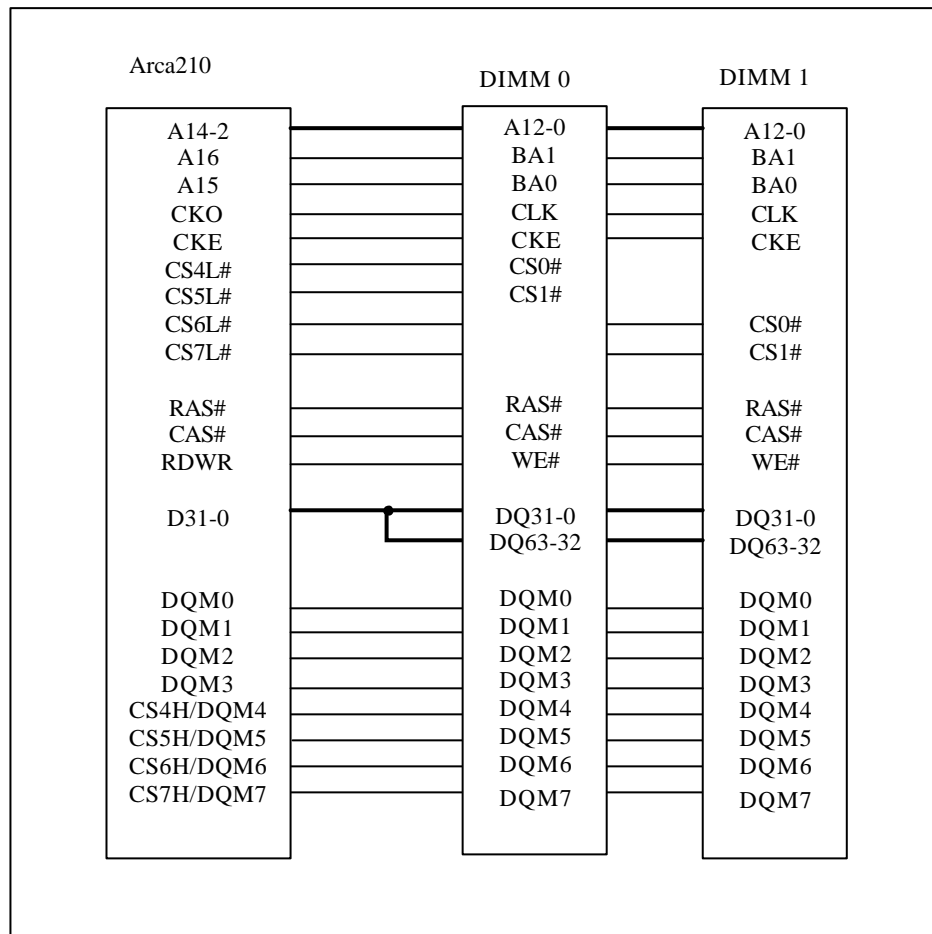 Arca210
DIMM 0
DIMM 1
A14-2 A12-0 A12-0
A16 BA1 BA1
A15 BA0 BA0
CKO CLK CLK
CKE CKE CKE
CS4L# CS0#
CS5L# CS1#
CS6L# CS0#
CS7L# CS1#
RAS# RAS# RAS#
CAS# CAS# CAS#
RDWR WE# WE#
D31-0 DQ31-0 DQ31-0
DQ63-32 DQ63-32
DQM0 DQM0 DQM0
DQM1 DQM1 DQM1
DQM2 DQM2 DQM2
DQM3 DQM3 DQM3
CS4H/DQM4 DQM4 DQM4
CS5H/DQM5 DQM5 DQM5
CS6H/DQM6 DQM6 DQM6
CS7H/DQM7 DQM7 DQM7